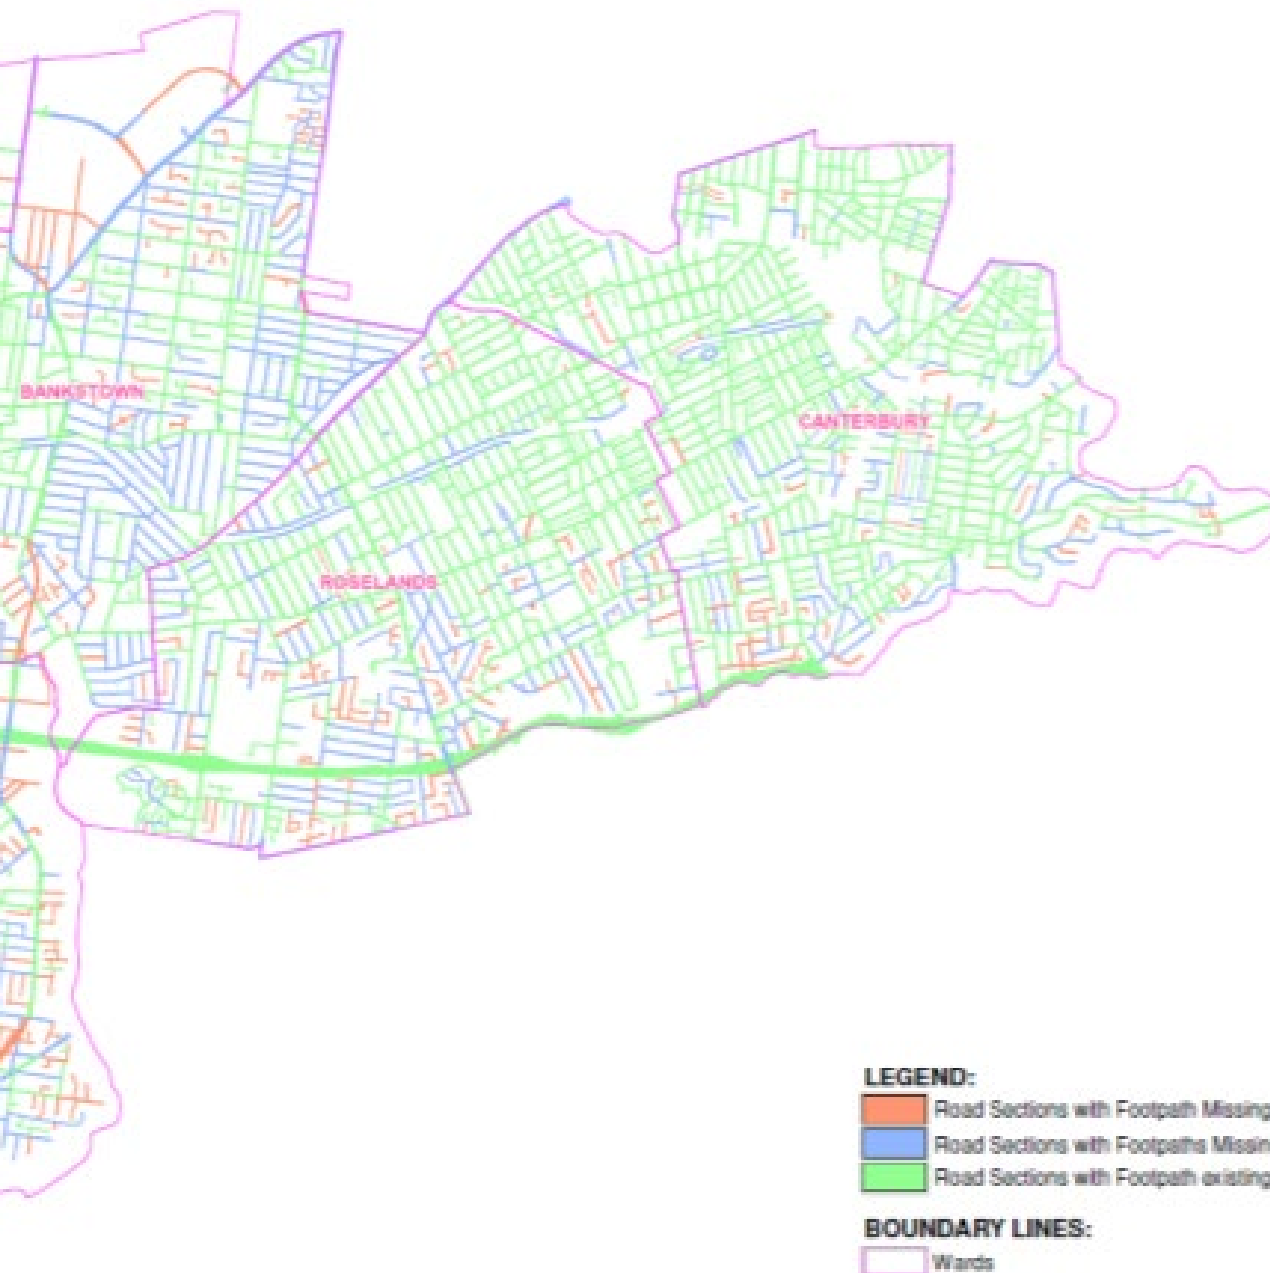 BANKSTOWN
CANTERBURY
ROSELANDS
LEGEND:
Road Sections with Footpath Missing
Road Sections with Footpaths Missin
Road Sections with Footpath existing
BOUNDARY LINES:
Wards